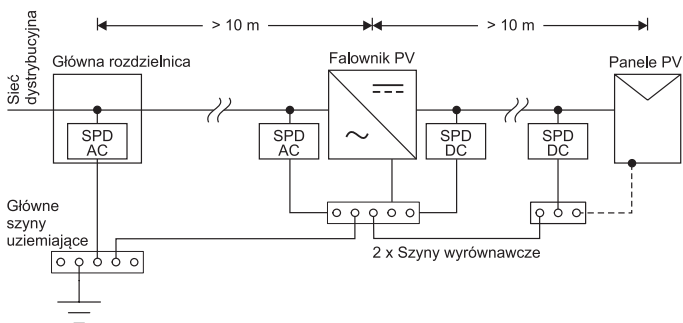 > 10 m
> 10 m
Sieć
dystrybucyjna
Główna rozdzielnica
Falownik PV
Panele PV
SPD
AC
SPD
AC
SPD
DC
SPD
DC
Główne
szyny
uziemiające
2 x Szyny wyrównawcze